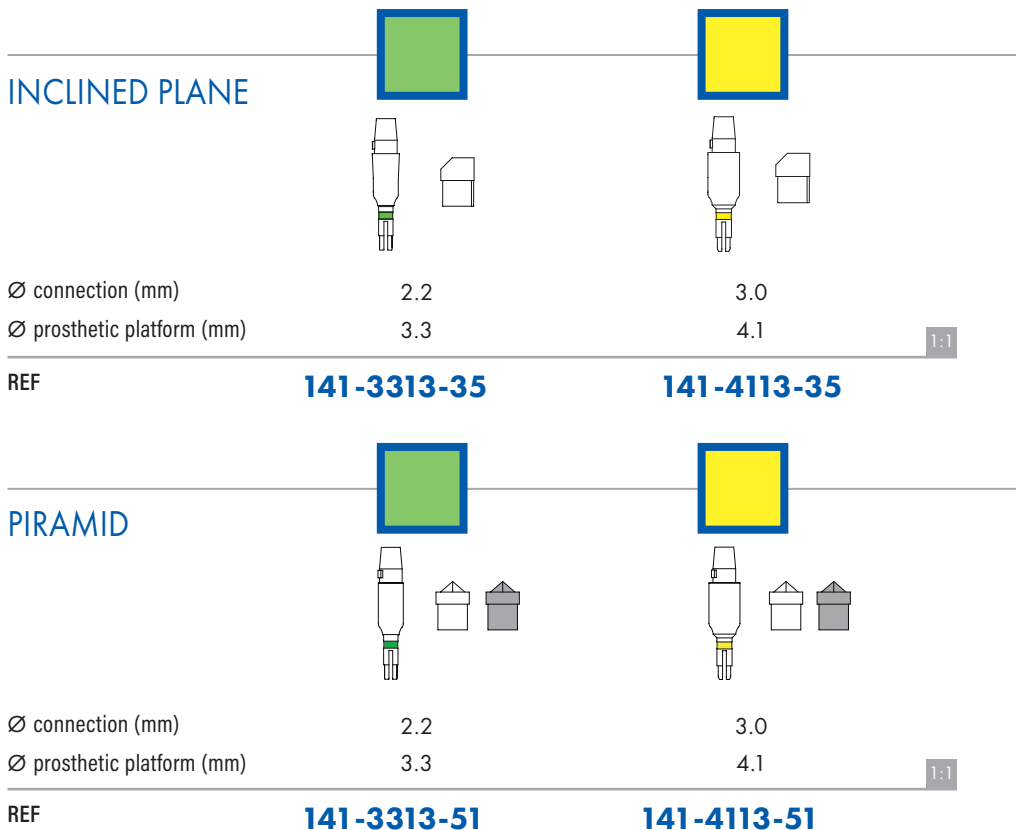 INCLINED PLANE
Ø connection (mm) 2.2 3.0
Ø prosthetic platform (mm) 3.3 4.1
1:1
REF 141-3313-35 141-4113-35
PIRAMID
Ø connection (mm) 2.2 3.0
Ø prosthetic platform (mm) 3.3 4.1
1:1
REF 141-3313-51 141-4113-51